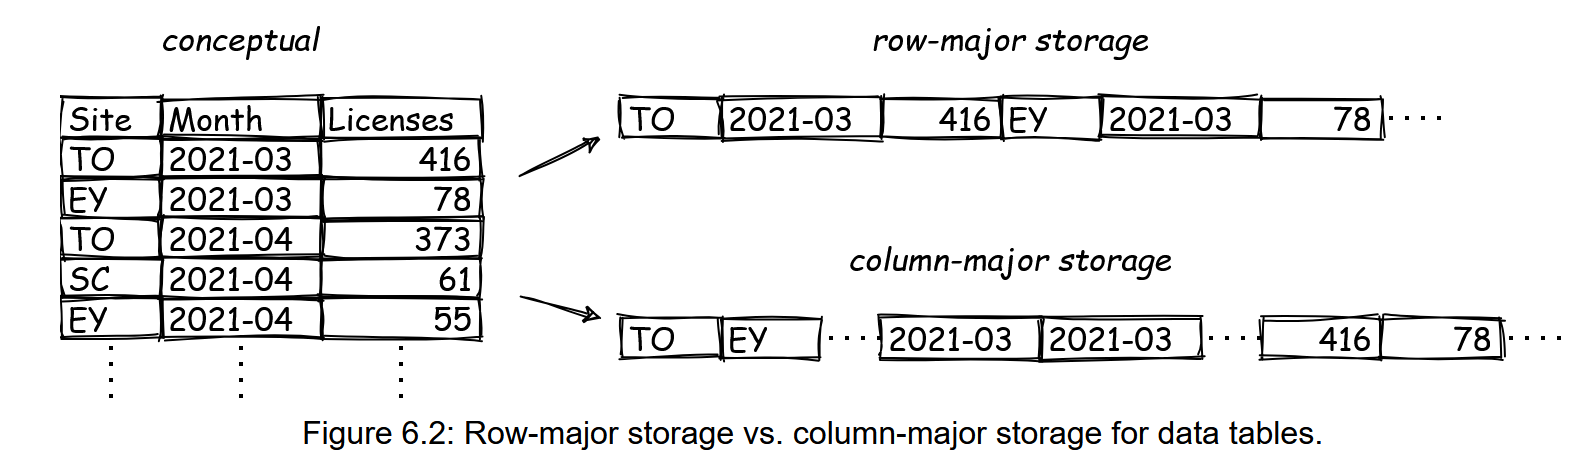 conceptual
Site Month Licenses
TO 2021-03 416
EY 2021-03 78
TO 2021-04 373
SC 2021-04 61
EY 2021-04 55
row-major storage
TO 2021-03 416 EY 2021-03 78
column-major storage
TO EY 2021-03 2021-03 416 78
Figure 6.2: Row-major storage vs. column-major storage for data tables.